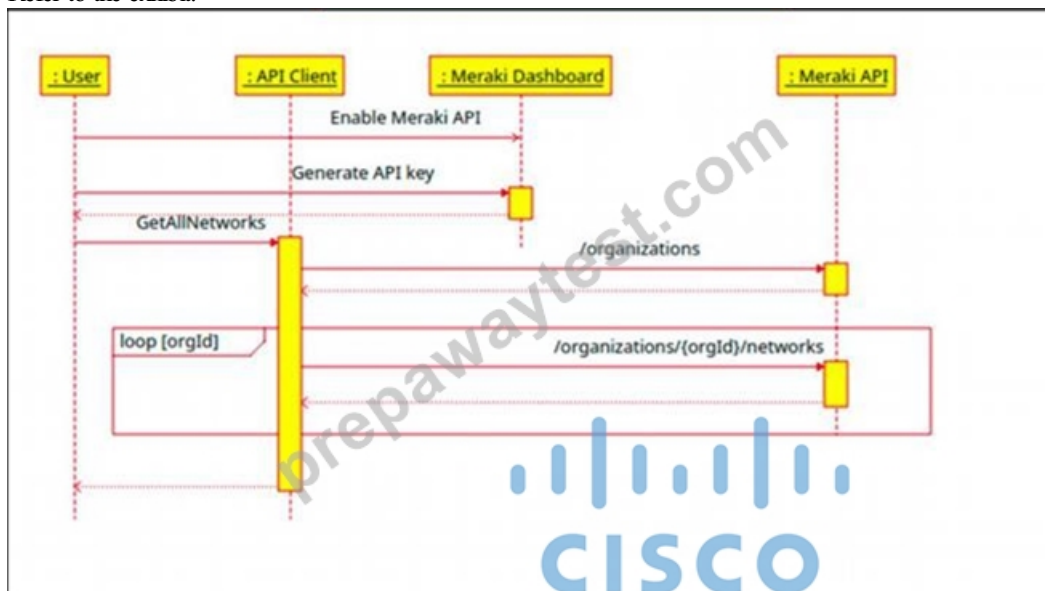 Refer to the exhibit.
: User
: API Client
: Meraki Dashboard
: Meraki API
Enable Meraki API
Generate API key
GetAllNetworks
/organizations
loop [orgId]
/organizations/{orgId}/networks
prepawaytest.com
CISCO